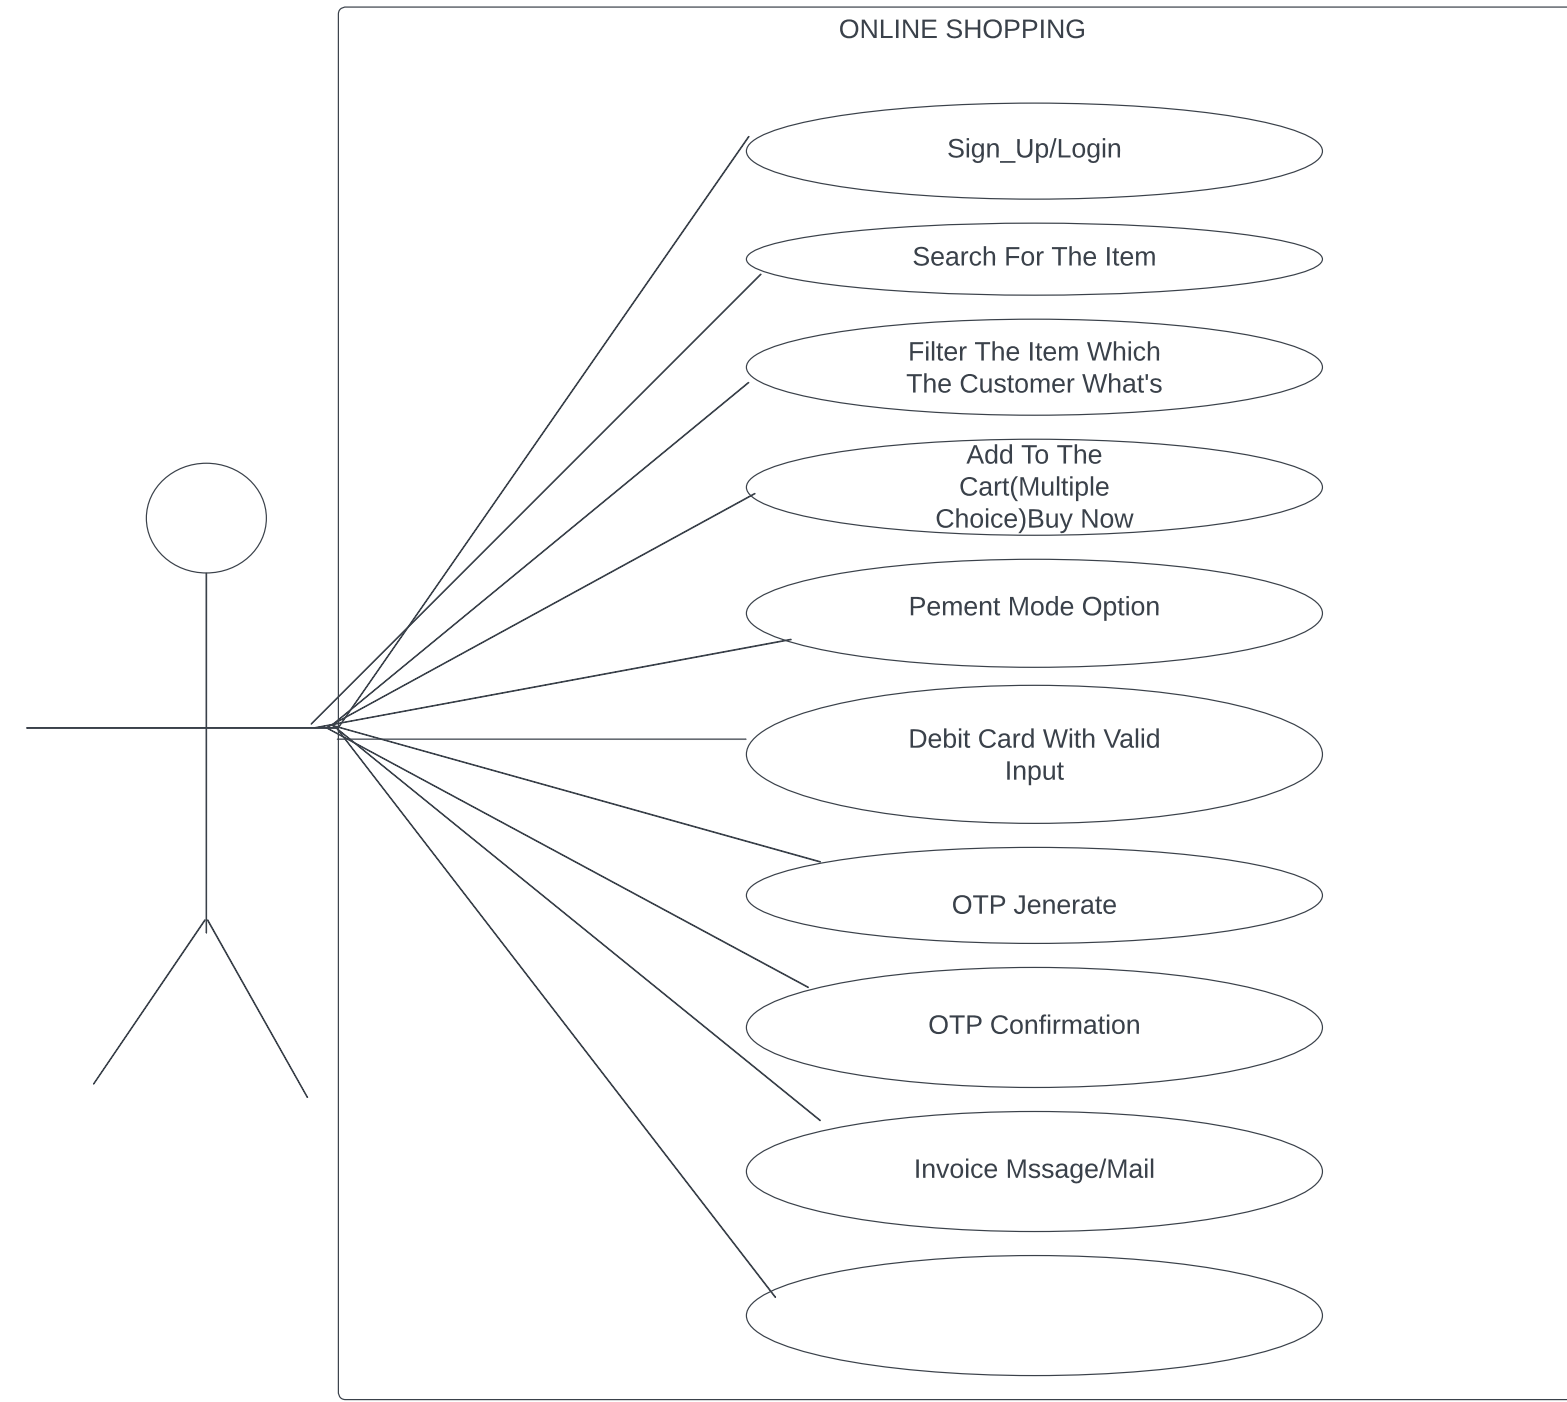 ONLINE SHOPPING
Sign_Up/Login
Search For The Item
Filter The Item Which
The Customer What's
Add To The
Cart(Multiple
Choice)Buy Now
Pement Mode Option
Debit Card With Valid
Input
OTP Jenerate
OTP Confirmation
Invoice Mssage/Mail